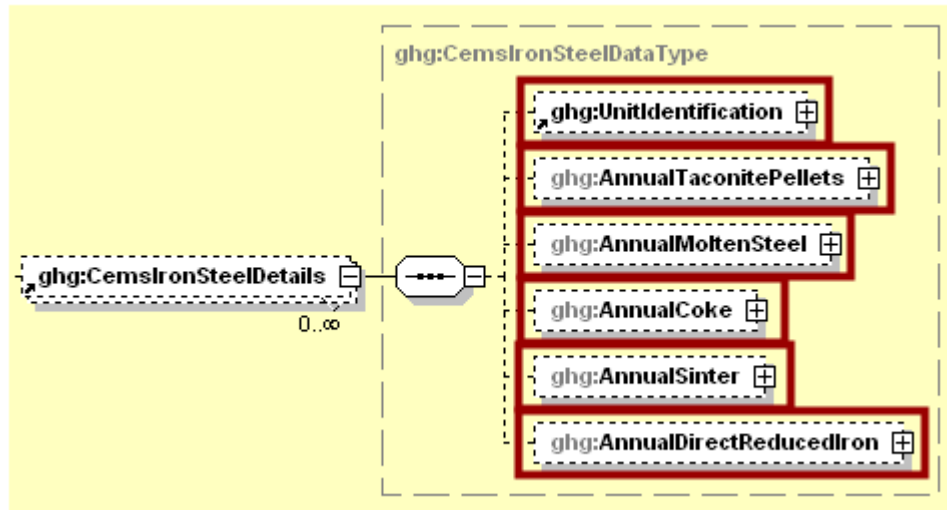 ghg:CemsIronSteelDataType
ghg:UnitIdentification
ghg:AnnualTaconitePellets
ghg:AnnualMoltenSteel
ghg:CemsIronSteelDetails
0..∞
ghg:AnnualCoke
ghg:AnnualSinter
ghg:AnnualDirectReducedIron